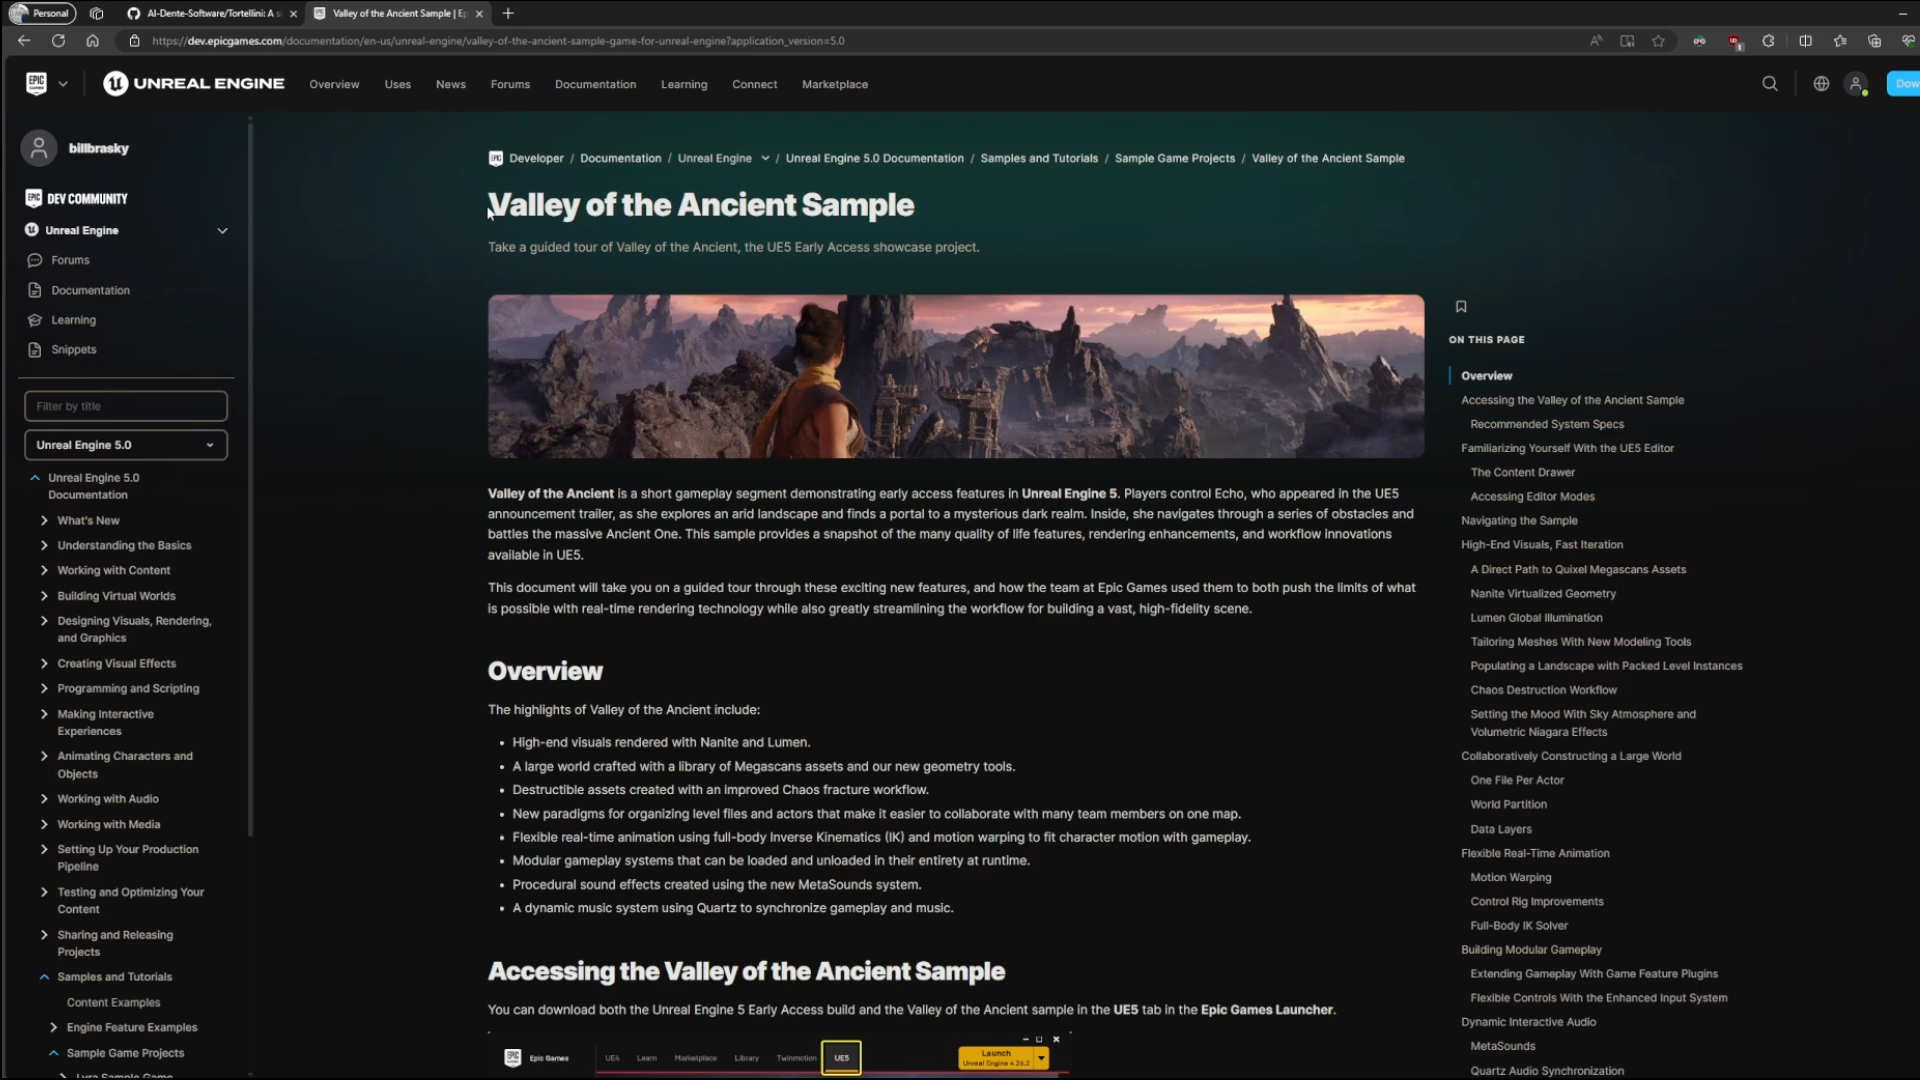 Personal
Al-Dente-Software/Tortellini: A s
Valley of the Ancient Sample | Ep
https://dev.epicgames.com/documentation/en-us/unreal-engine/valley-of-the-ancient-sample-game-for-unreal-engine?application_version=5.0
1
EPIC GAMES
UNREAL ENGINE
Overview
Uses
News
Forums
Documentation
Learning
Connect
Marketplace
Dow
billbrasky
EPIC DEV COMMUNITY
Unreal Engine
Forums
Documentation
Learning
Snippets
Filter by title
Unreal Engine 5.0
Unreal Engine 5.0
Documentation
What's New
Understanding the Basics
Working with Content
Building Virtual Worlds
Designing Visuals, Rendering,
and Graphics
Creating Visual Effects
Programming and Scripting
Making Interactive
Experiences
Animating Characters and
Objects
Working with Audio
Working with Media
Setting Up Your Production
Pipeline
Testing and Optimizing Your
Content
Sharing and Releasing
Projects
Samples and Tutorials
Content Examples
Engine Feature Examples
Sample Game Projects
Lyra Sample Game
EPIC Developer / Documentation / Unreal Engine / Unreal Engine 5.0 Documentation / Samples and Tutorials / Sample Game Projects / Valley of the Ancient Sample
Valley of the Ancient Sample
Take a guided tour of Valley of the Ancient, the UE5 Early Access showcase project.
Valley of the Ancient is a short gameplay segment demonstrating early access features in Unreal Engine 5. Players control Echo, who appeared in the UE5
announcement trailer, as she explores an arid landscape and finds a portal to a mysterious dark realm. Inside, she navigates through a series of obstacles and
battles the massive Ancient One. This sample provides a snapshot of the many quality of life features, rendering enhancements, and workflow innovations
available in UE5.
This document will take you on a guided tour through these exciting new features, and how the team at Epic Games used them to both push the limits of what
is possible with real-time rendering technology while also greatly streamlining the workflow for building a vast, high-fidelity scene.
Overview
The highlights of Valley of the Ancient include:
• High-end visuals rendered with Nanite and Lumen.
• A large world crafted with a library of Megascans assets and our new geometry tools.
• Destructible assets created with an improved Chaos fracture workflow.
• New paradigms for organizing level files and actors that make it easier to collaborate with many team members on one map.
• Flexible real-time animation using full-body Inverse Kinematics (IK) and motion warping to fit character motion with gameplay.
• Modular gameplay systems that can be loaded and unloaded in their entirety at runtime.
• Procedural sound effects created using the new MetaSounds system.
• A dynamic music system using Quartz to synchronize gameplay and music.
Accessing the Valley of the Ancient Sample
You can download both the Unreal Engine 5 Early Access build and the Valley of the Ancient sample in the UE5 tab in the Epic Games Launcher.
EPIC GAMES
Epic Games
UE4
Learn
Marketplace
Library
Twinmotion
UE5
Launch
Unreal Engine 4.26.2
ON THIS PAGE
Overview
Accessing the Valley of the Ancient Sample
Recommended System Specs
Familiarizing Yourself With the UE5 Editor
The Content Drawer
Accessing Editor Modes
Navigating the Sample
High-End Visuals, Fast Iteration
A Direct Path to Quixel Megascans Assets
Nanite Virtualized Geometry
Lumen Global Illumination
Tailoring Meshes With New Modeling Tools
Populating a Landscape with Packed Level Instances
Chaos Destruction Workflow
Setting the Mood With Sky Atmosphere and
Volumetric Niagara Effects
Collaboratively Constructing a Large World
One File Per Actor
World Partition
Data Layers
Flexible Real-Time Animation
Motion Warping
Control Rig Improvements
Full-Body IK Solver
Building Modular Gameplay
Extending Gameplay With Game Feature Plugins
Flexible Controls With the Enhanced Input System
Dynamic Interactive Audio
MetaSounds
Quartz Audio Synchronization